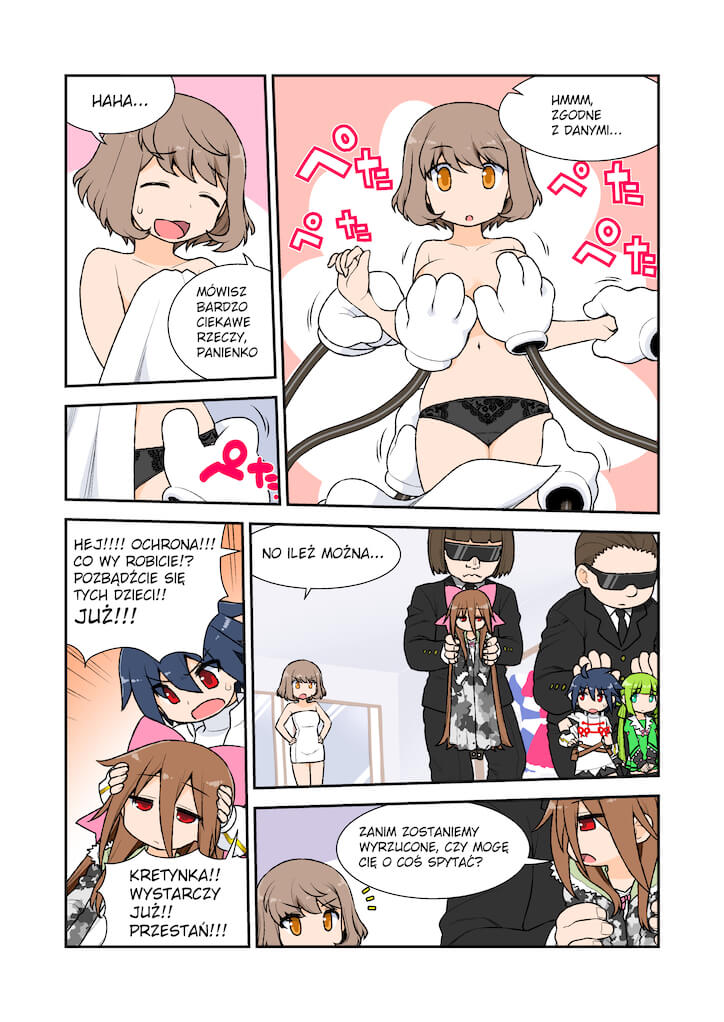 HAHA...
MÓWISZ
BARDZO
CIEKAWE
RZECZY,
PANIENKO
HMMM,
ZGODNE
Z DANYMI...
ぺた
ぺた
ぺた
ぺた
ぺた
HEJ!!!! OCHRONA!!!
CO WY ROBICIE!?
POZBĄDŹCIE SIĘ
TYCH DZIECI!!
JUŻ!!!
KRETYNKA!!
WYSTARCZY
JUŻ!!
PRZESTAŃ!!!
NO ILEŻ MOŻNA...
ZANIM ZOSTANIEMY
WYRZUCONE, CZY MOGĘ
CIĘ O COŚ SPYTAĆ?